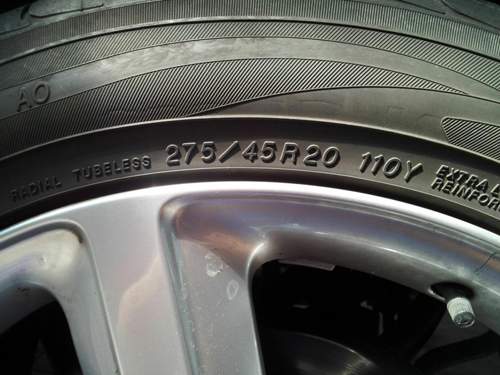 AO
RADIAL TUBELESS 275/45R20 110Y EXTRA
REINFOR